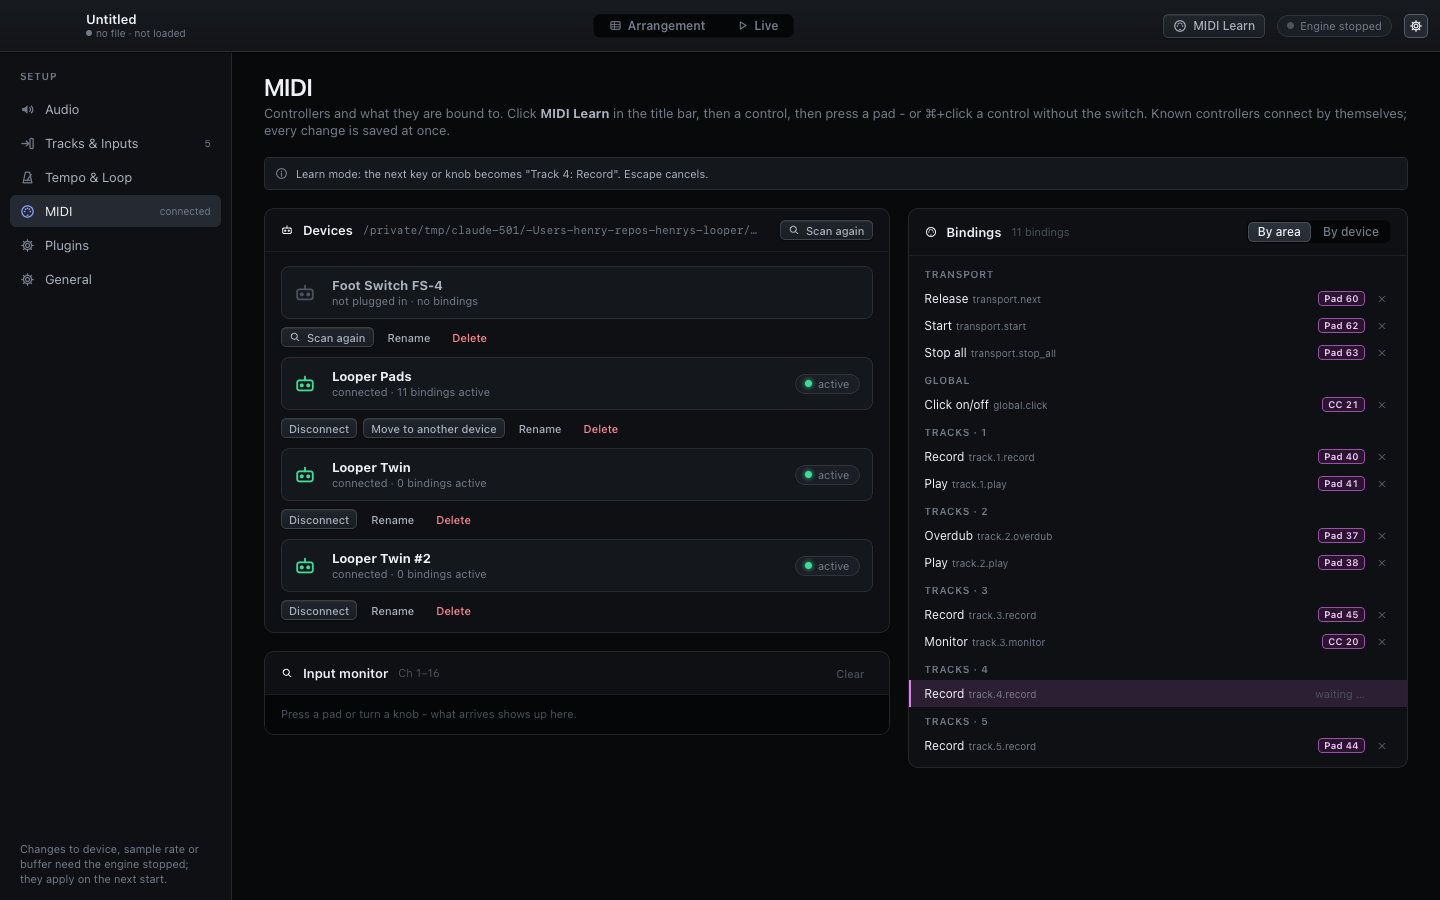 Untitled
no file · not loaded
Arrangement
Live
MIDI Learn
Engine stopped
SETUP
Audio
Tracks & Inputs 5
Tempo & Loop
MIDI connected
Plugins
General
Changes to device, sample rate or
buffer need the engine stopped;
they apply on the next start.
MIDI
Controllers and what they are bound to. Click MIDI Learn in the title bar, then a control, then press a pad - or ⌘+click a control without the switch. Known controllers connect by themselves;
every change is saved at once.
Learn mode: the next key or knob becomes "Track 4: Record". Escape cancels.
Devices /private/tmp/claude-501/-Users-henry-repos-henrys-looper/… Scan again
Foot Switch FS-4
not plugged in · no bindings
Scan again Rename Delete
Looper Pads
connected · 11 bindings active
active
Disconnect Move to another device Rename Delete
Looper Twin
connected · 0 bindings active
active
Disconnect Rename Delete
Looper Twin #2
connected · 0 bindings active
active
Disconnect Rename Delete
Input monitor Ch 1–16 Clear
Press a pad or turn a knob - what arrives shows up here.
Bindings 11 bindings By area By device
TRANSPORT
Release transport.next Pad 60 ×
Start transport.start Pad 62 ×
Stop all transport.stop_all Pad 63 ×
GLOBAL
Click on/off global.click CC 21 ×
TRACKS · 1
Record track.1.record Pad 40 ×
Play track.1.play Pad 41 ×
TRACKS · 2
Overdub track.2.overdub Pad 37 ×
Play track.2.play Pad 38 ×
TRACKS · 3
Record track.3.record Pad 45 ×
Monitor track.3.monitor CC 20 ×
TRACKS · 4
Record track.4.record waiting …
TRACKS · 5
Record track.5.record Pad 44 ×